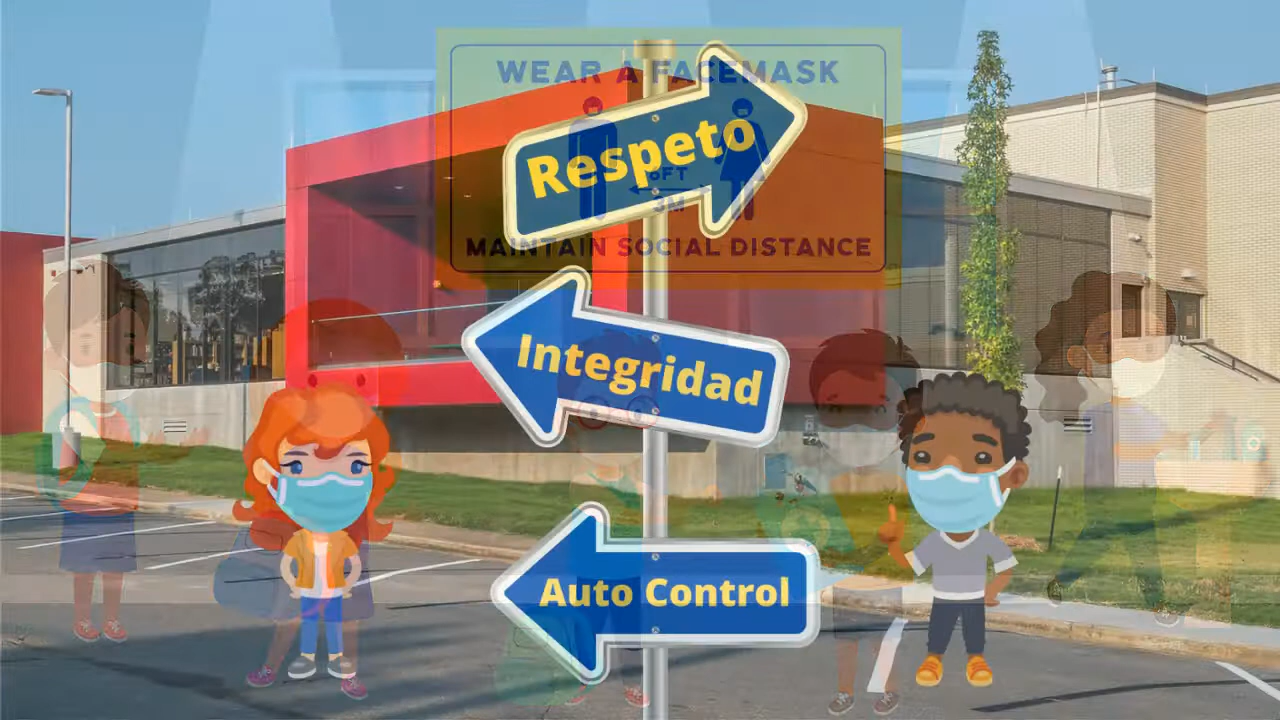 WEAR A FACEMASK
Respeto
6FT
3M
MAINTAIN SOCIAL DISTANCE
Integridad
Auto Control